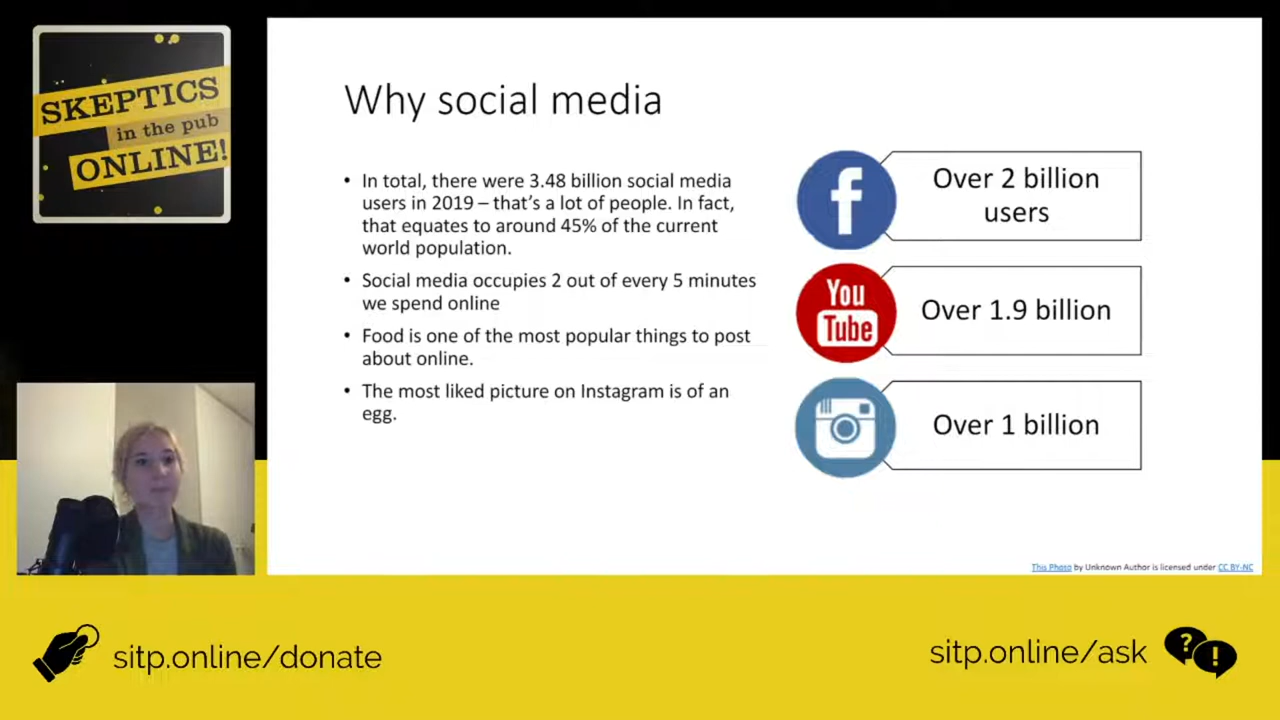 SKEPTICS
in the pub
ONLINE!
Why social media
• In total, there were 3.48 billion social media
users in 2019 – that’s a lot of people. In fact,
that equates to around 45% of the current
world population.
• Social media occupies 2 out of every 5 minutes
we spend online
• Food is one of the most popular things to post
about online.
• The most liked picture on Instagram is of an
egg.
f
Over 2 billion
users
You
Tube
Over 1.9 billion
Over 1 billion
This Photo by Unknown Author is licensed under CC BY-NC
sitp.online/donate
sitp.online/ask
? !